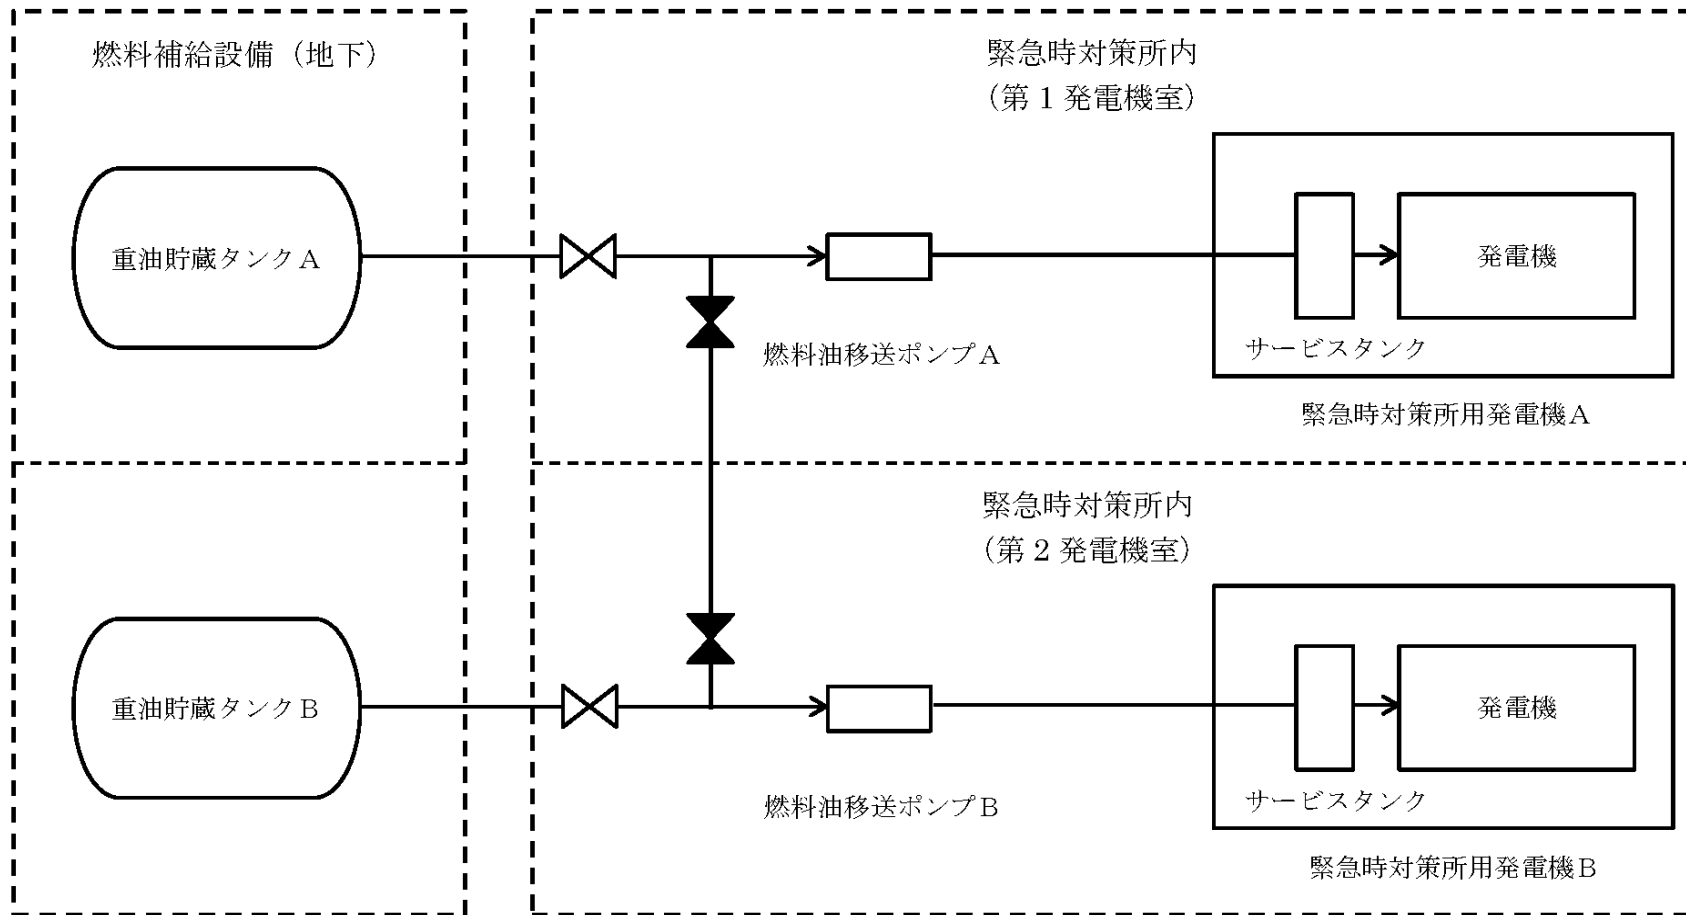 燃料補給設備（地下）
緊急時対策所内
（第１発電機室）
重油貯蔵タンクＡ
発電機
燃料油移送ポンプＡ
サービスタンク
緊急時対策所用発電機Ａ
緊急時対策所内
（第２発電機室）
重油貯蔵タンクＢ
発電機
燃料油移送ポンプＢ
サービスタンク
緊急時対策所用発電機Ｂ